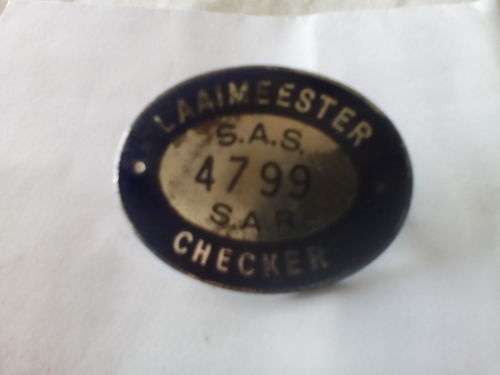 LAAIMEESTER
S.A.S.
4799
S.A.R.
CHECKER